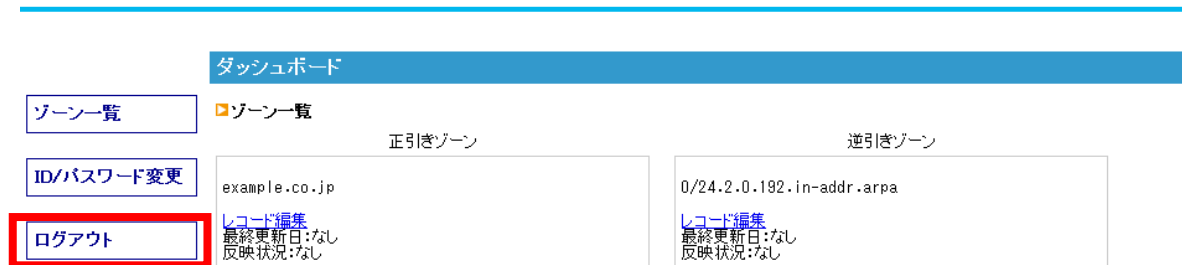 ダッシュボード
ゾーン一覧
ID/パスワード変更
ログアウト
ゾーン一覧
正引きゾーン
example.co.jp
レコード編集
最終更新日:なし
反映状況:なし
逆引きゾーン
0/24.2.0.192.in-addr.arpa
レコード編集
最終更新日:なし
反映状況:なし